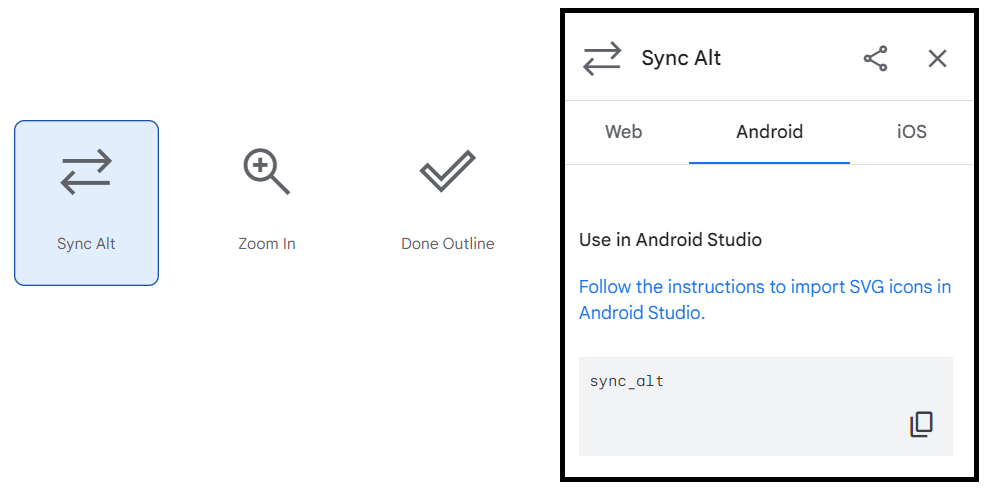 Sync Alt
Zoom In
Done Outline
Sync Alt
Web
Android
iOS
Use in Android Studio
Follow the instructions to import SVG icons in
Android Studio.
sync_alt